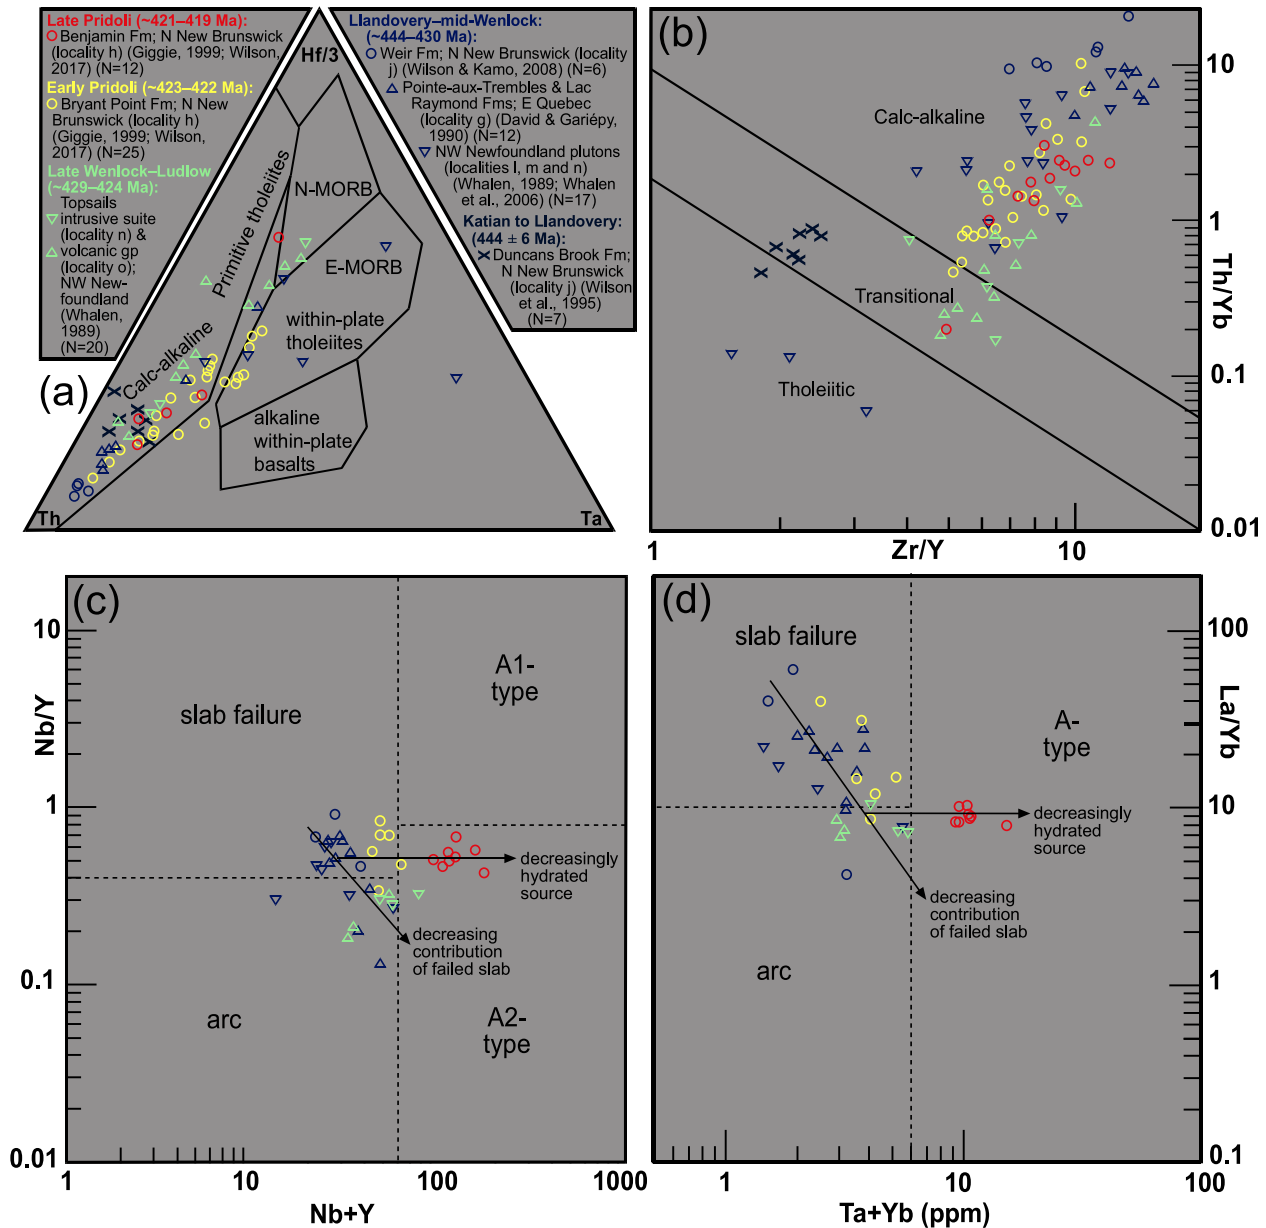 Late Pridoli (~421–419 Ma):
Benjamin Fm; N New Brunswick
(locality h) (Giggie, 1999; Wilson,
2017) (N=12)
Early Pridoli (~423–422 Ma):
Bryant Point Fm; N New
Brunswick (locality h)
(Giggie, 1999; Wilson,
2017) (N=25)
Late Wenlock–Ludlow
(~429–424 Ma):
Topsails
intrusive suite
(locality n) &
volcanic gp
(locality o);
NW New-
foundland
(Whalen,
1989)
(N=20)
Llandovery–mid-Wenlock:
(~444–430 Ma):
Weir Fm; N New Brunswick (locality
j) (Wilson & Kamo, 2008) (N=6)
Pointe-aux-Trembles & Lac
Raymond Fms; E Quebec
(locality g) (David & Gariépy,
1990) (N=12)
NW Newfoundland plutons
(localities l, m and n)
(Whalen, 1989; Whalen
et al., 2006) (N=17)
Katian to Llandovery:
(444 ± 6 Ma):
Duncans Brook Fm;
N New Brunswick
(locality j) (Wilson
et al., 1995)
(N=7)
(a)
Hf/3
Primitive tholeiites
N-MORB
E-MORB
within-plate
tholeiites
Calc-alkaline
alkaline
within-plate
basalts
Th
Ta
(b)
Calc-alkaline
Transitional
Tholeiitic
10
1
0.1
0.01
Th/Yb
1
Zr/Y
10
(c)
10
1
0.1
0.01
Nb/Y
A1-
type
slab failure
decreasingly
hydrated
source
decreasing
contribution
of failed slab
arc
A2-
type
1
10
100
1000
Nb+Y
(d)
slab failure
A-
type
decreasingly
hydrated
source
decreasing
contribution
of failed slab
arc
100
10
1
0.1
La/Yb
1
10
100
Ta+Yb (ppm)